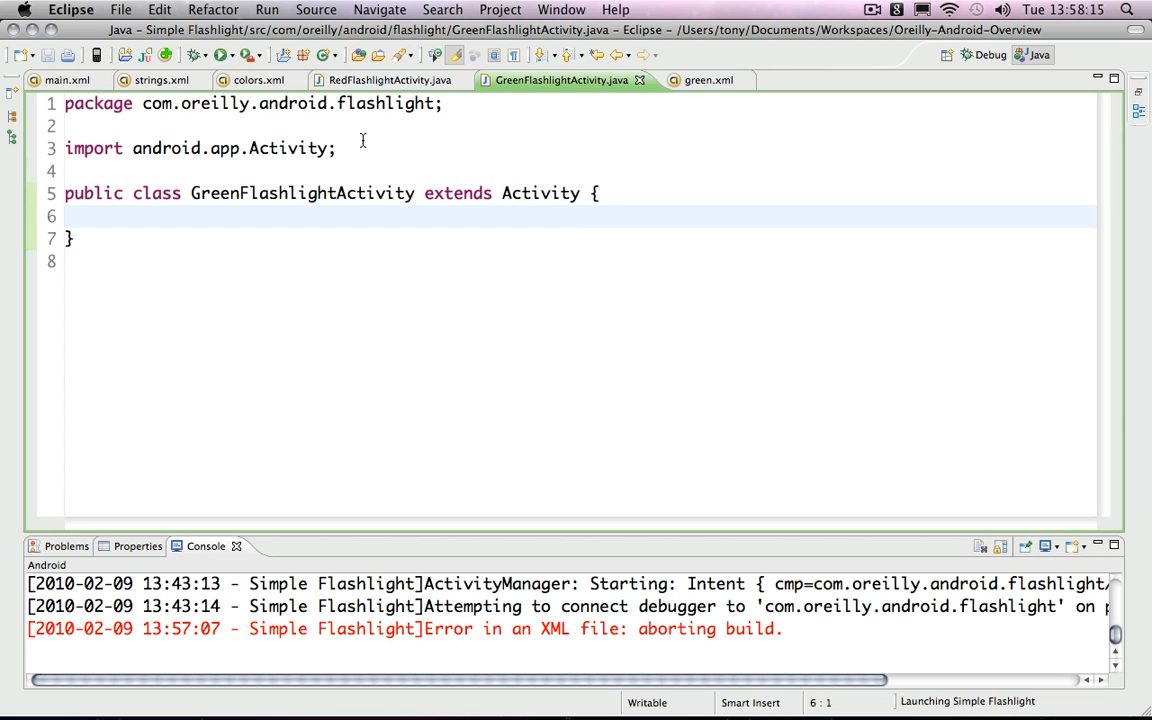 Eclipse File Edit Refactor Run Source Navigate Search Project Window Help Tue 13:58:15
Java - Simple Flashlight/src/com/oreilly/android/flashlight/GreenFlashlightActivity.java - Eclipse - /Users/tony/Documents/Workspaces/Oreilly-Android-Overview
Debug Java
main.xml strings.xml colors.xml RedFlashlightActivity.java GreenFlashlightActivity.java green.xml
1 package com.oreilly.android.flashlight;
2
3 import android.app.Activity;
4
5 public class GreenFlashlightActivity extends Activity {
6
7 }
8
Problems Properties Console
Android
[2010-02-09 13:43:13 - Simple Flashlight]ActivityManager: Starting: Intent { cmp=com.oreilly.android.flashlight/
[2010-02-09 13:43:14 - Simple Flashlight]Attempting to connect debugger to 'com.oreilly.android.flashlight' on p
[2010-02-09 13:57:07 - Simple Flashlight]Error in an XML file: aborting build.
Writable Smart Insert 6 : 1 Launching Simple Flashlight